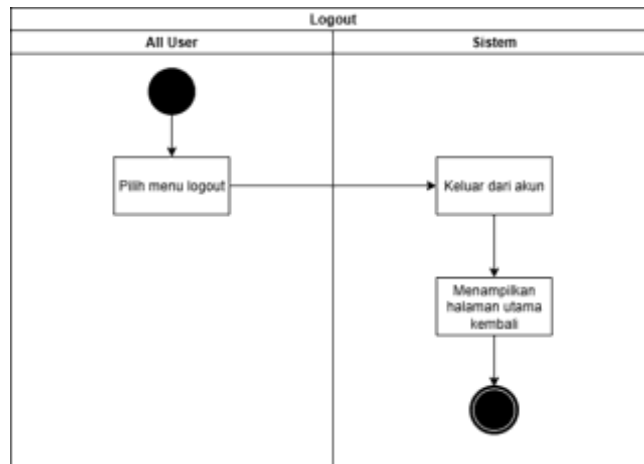 Logout
All User
Sistem
Pilih menu logout
Keluar dari akun
Menampilkan
halaman utama
kembali